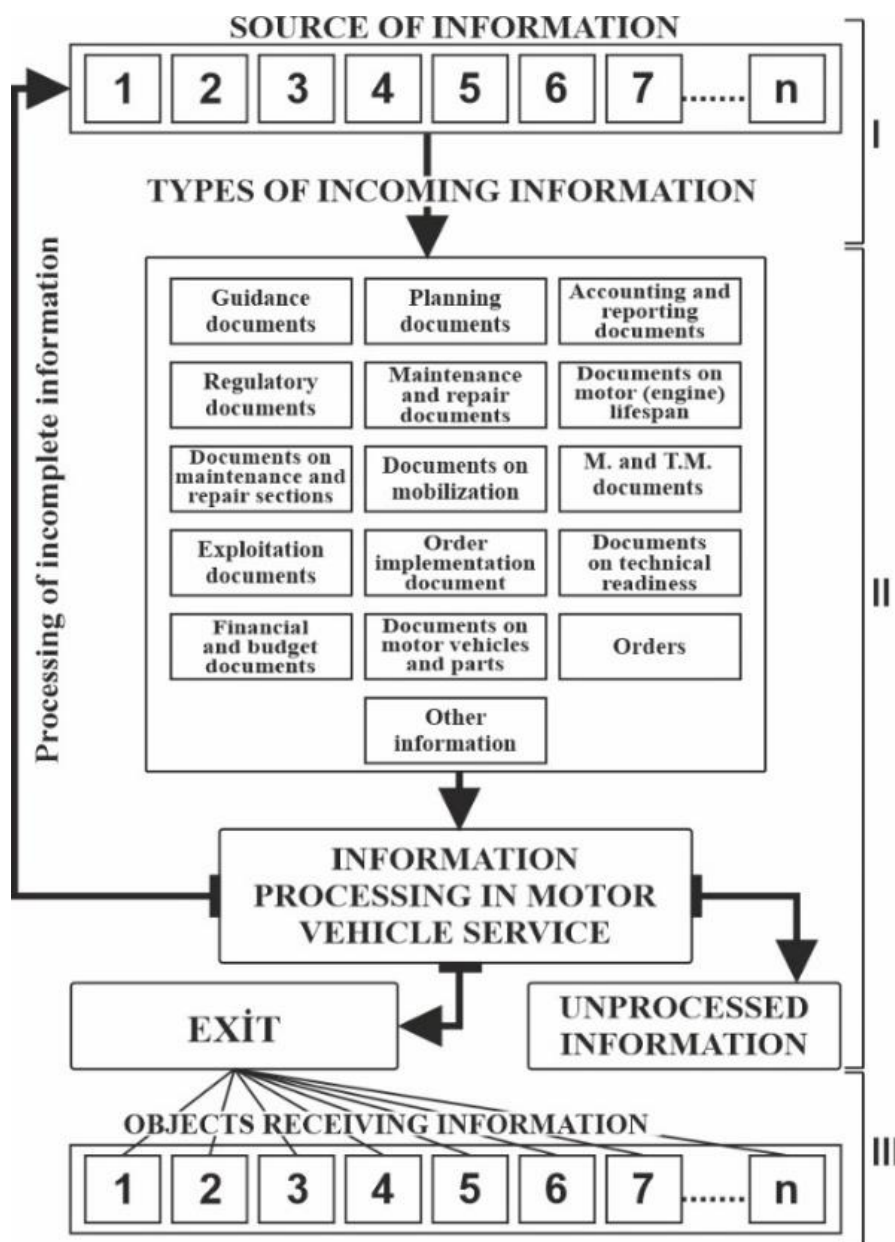 SOURCE OF INFORMATION
1 2 3 4 5 6 7 ....... n
I
TYPES OF INCOMING INFORMATION
Processing of incomplete information
Guidance
documents
Planning
documents
Accounting and
reporting
documents
Regulatory
documents
Maintenance
and repair
documents
Documents on
motor (engine)
lifespan
Documents on
maintenance and
repair sections
Documents on
mobilization
M. and T.M.
documents
Exploitation
documents
Order
implementation
document
Documents
on technical
readiness
Financial
and budget
documents
Documents on
motor vehicles
and parts
Orders
Other
information
II
INFORMATION
PROCESSING IN MOTOR
VEHICLE SERVICE
EXİT
UNPROCESSED
INFORMATION
OBJECTS RECEIVING INFORMATION
1 2 3 4 5 6 7 ....... n
III